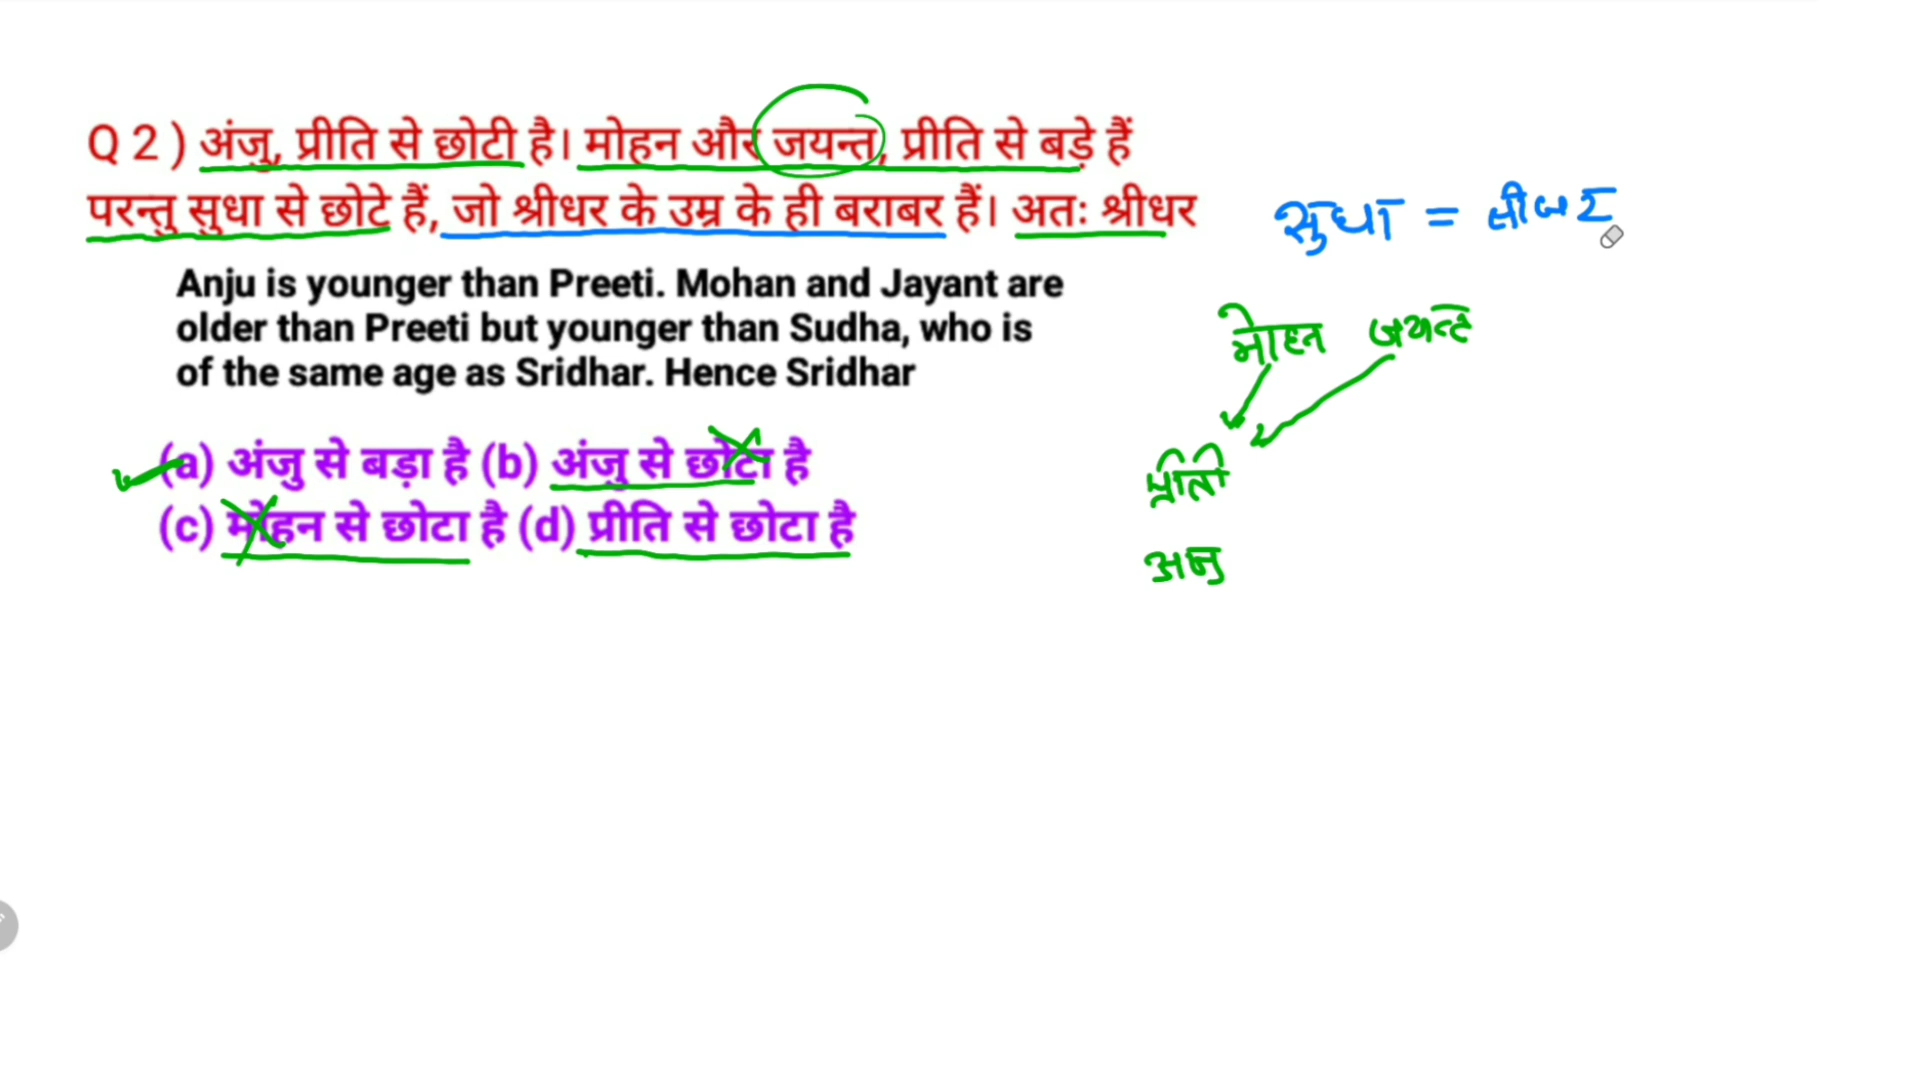 Q 2 ) अंजु, प्रीति से छोटी है। मोहन और जयन्त, प्रीति से बड़े हैं
परन्तु सुधा से छोटे हैं, जो श्रीधर के उम्र के ही बराबर हैं। अतः श्रीधर
सुधा =
Anju is younger than Preeti. Mohan and Jayant are
older than Preeti but younger than Sudha, who is
of the same age as Sridhar. Hence Sridhar
मोहन जयन्त
(a) अंजु से बड़ा है (b) अंजु से छोटा है
(c) मोहन से छोटा है (d) प्रीति से छोटा है
प्रीती